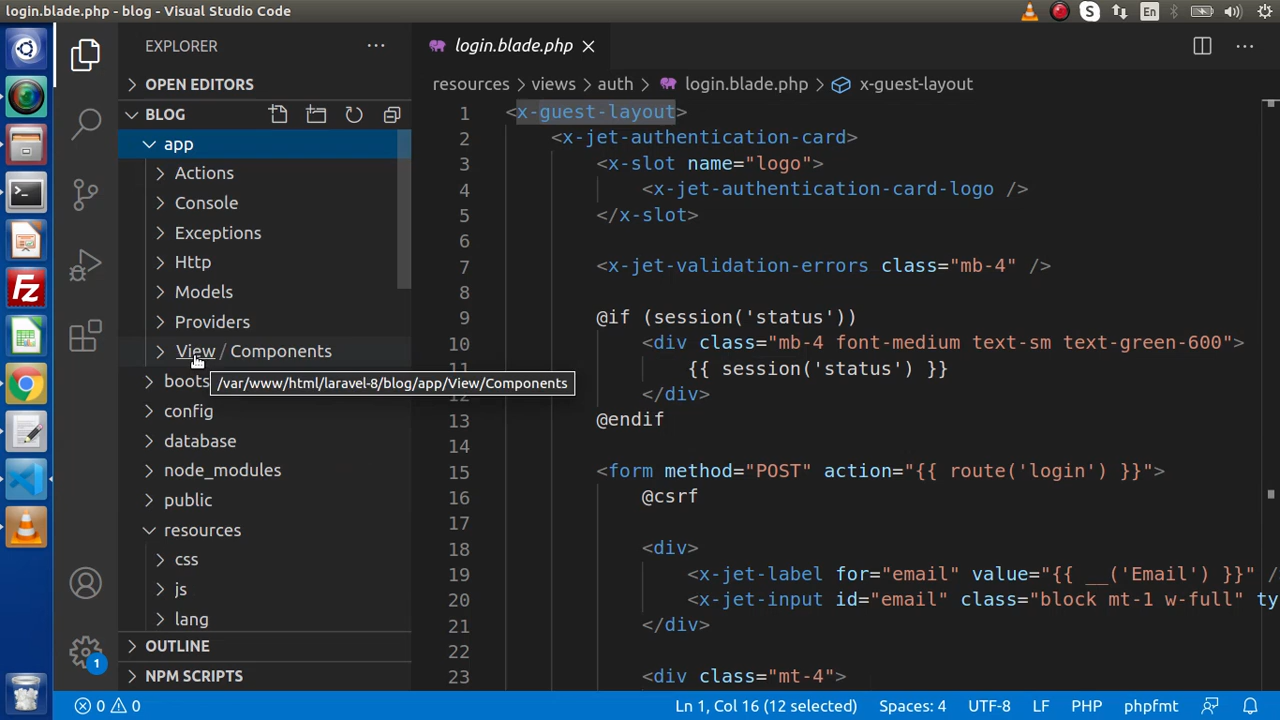 login.blade.php - blog - Visual Studio Code
S
En
EXPLORER
OPEN EDITORS
BLOG
app
Actions
Console
Exceptions
Http
Models
Providers
View / Components
/var/www/html/laravel-8/blog/app/View/Components
boots
config
database
node_modules
public
resources
css
js
lang
OUTLINE
NPM SCRIPTS
Fz
1
login.blade.php
resources > views > auth > login.blade.php > x-guest-layout
1 <x-guest-layout>
2 <x-jet-authentication-card>
3 <x-slot name="logo">
4 <x-jet-authentication-card-logo />
5 </x-slot>
6
7 <x-jet-validation-errors class="mb-4" />
8
9 @if (session('status'))
10 <div class="mb-4 font-medium text-sm text-green-600">
11 {{ session('status') }}
12 </div>
13 @endif
14
15 <form method="POST" action="{{ route('login') }}">
16 @csrf
17
18 <div>
19 <x-jet-label for="email" value="{{ __('Email') }}" /
20 <x-jet-input id="email" class="block mt-1 w-full" ty
21 </div>
22
23 <div class="mt-4">
0 0 Ln 1, Col 16 (12 selected) Spaces: 4 UTF-8 LF PHP phpfmt